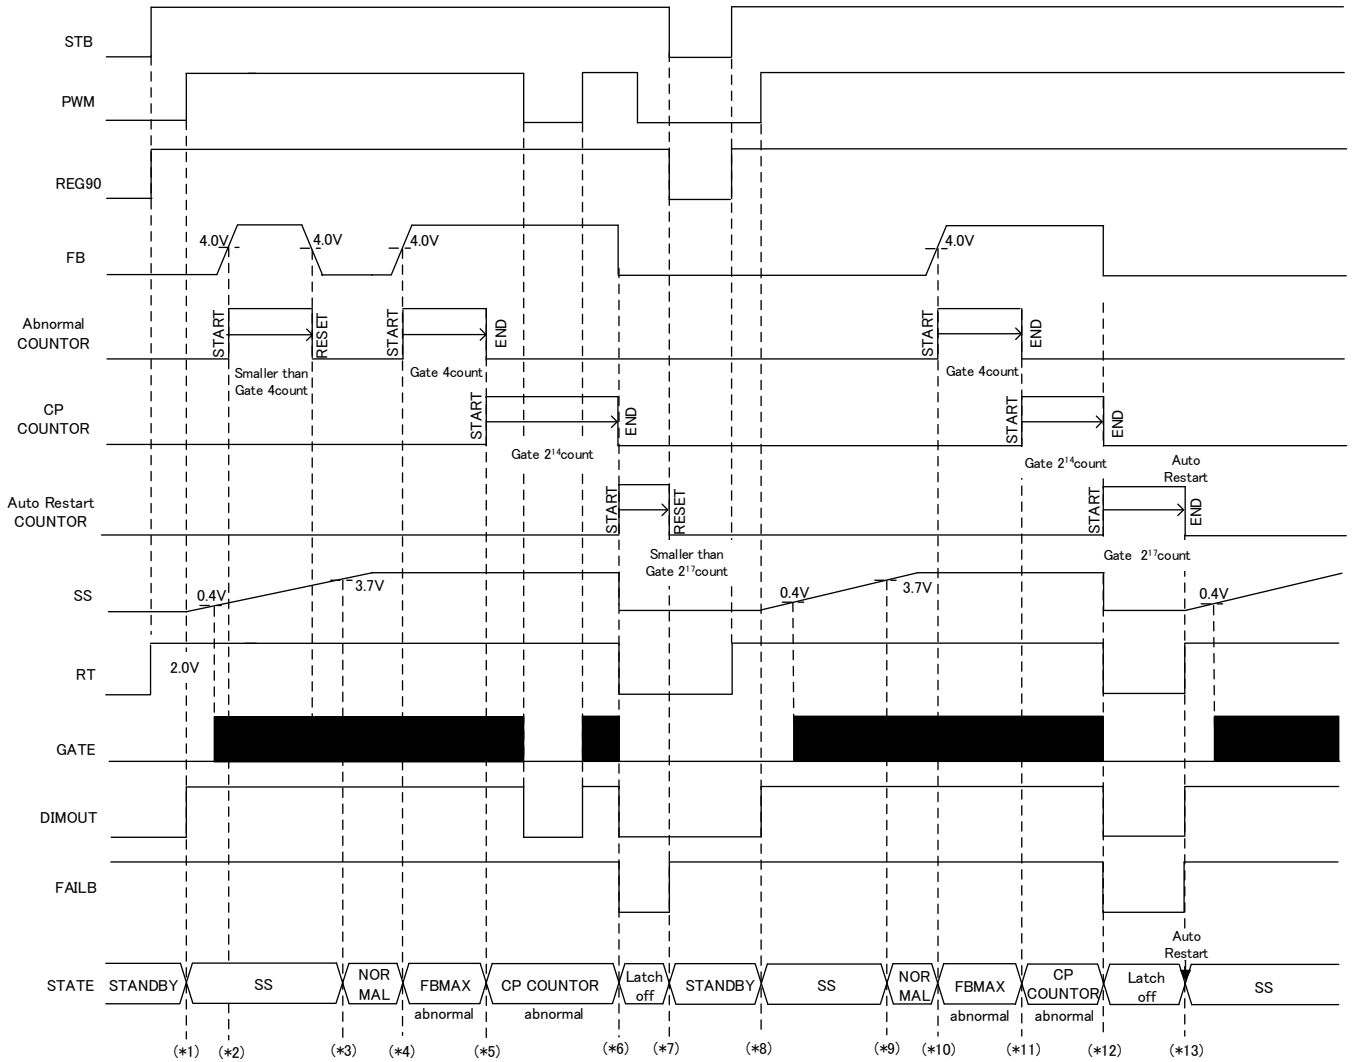 STB
PWM
REG90
4.0V
4.0V
4.0V
4.0V
FB
Abnormal
COUNTOR
START
RESET
START
END
START
END
Smaller than
Gate 4count
Gate 4count
Gate 4count
CP
COUNTOR
START
END
START
END
Gate 2¹⁴count
Gate 2¹⁴count
Auto
Restart
Auto Restart
COUNTOR
START
RESET
START
END
Smaller than
Gate 2¹⁷count
Gate 2¹⁷count
SS
0.4V
3.7V
0.4V
3.7V
0.4V
RT
2.0V
GATE
DIMOUT
FAILB
Auto
Restart
STATE
STANDBY
SS
NOR
MAL
FBMAX
CP COUNTOR
Latch
off
STANDBY
SS
NOR
MAL
FBMAX
CP
COUNTOR
Latch
off
SS
abnormal
abnormal
abnormal
abnormal
(*1)
(*2)
(*3)
(*4)
(*5)
(*6)
(*7)
(*8)
(*9)
(*10)
(*11)
(*12)
(*13)